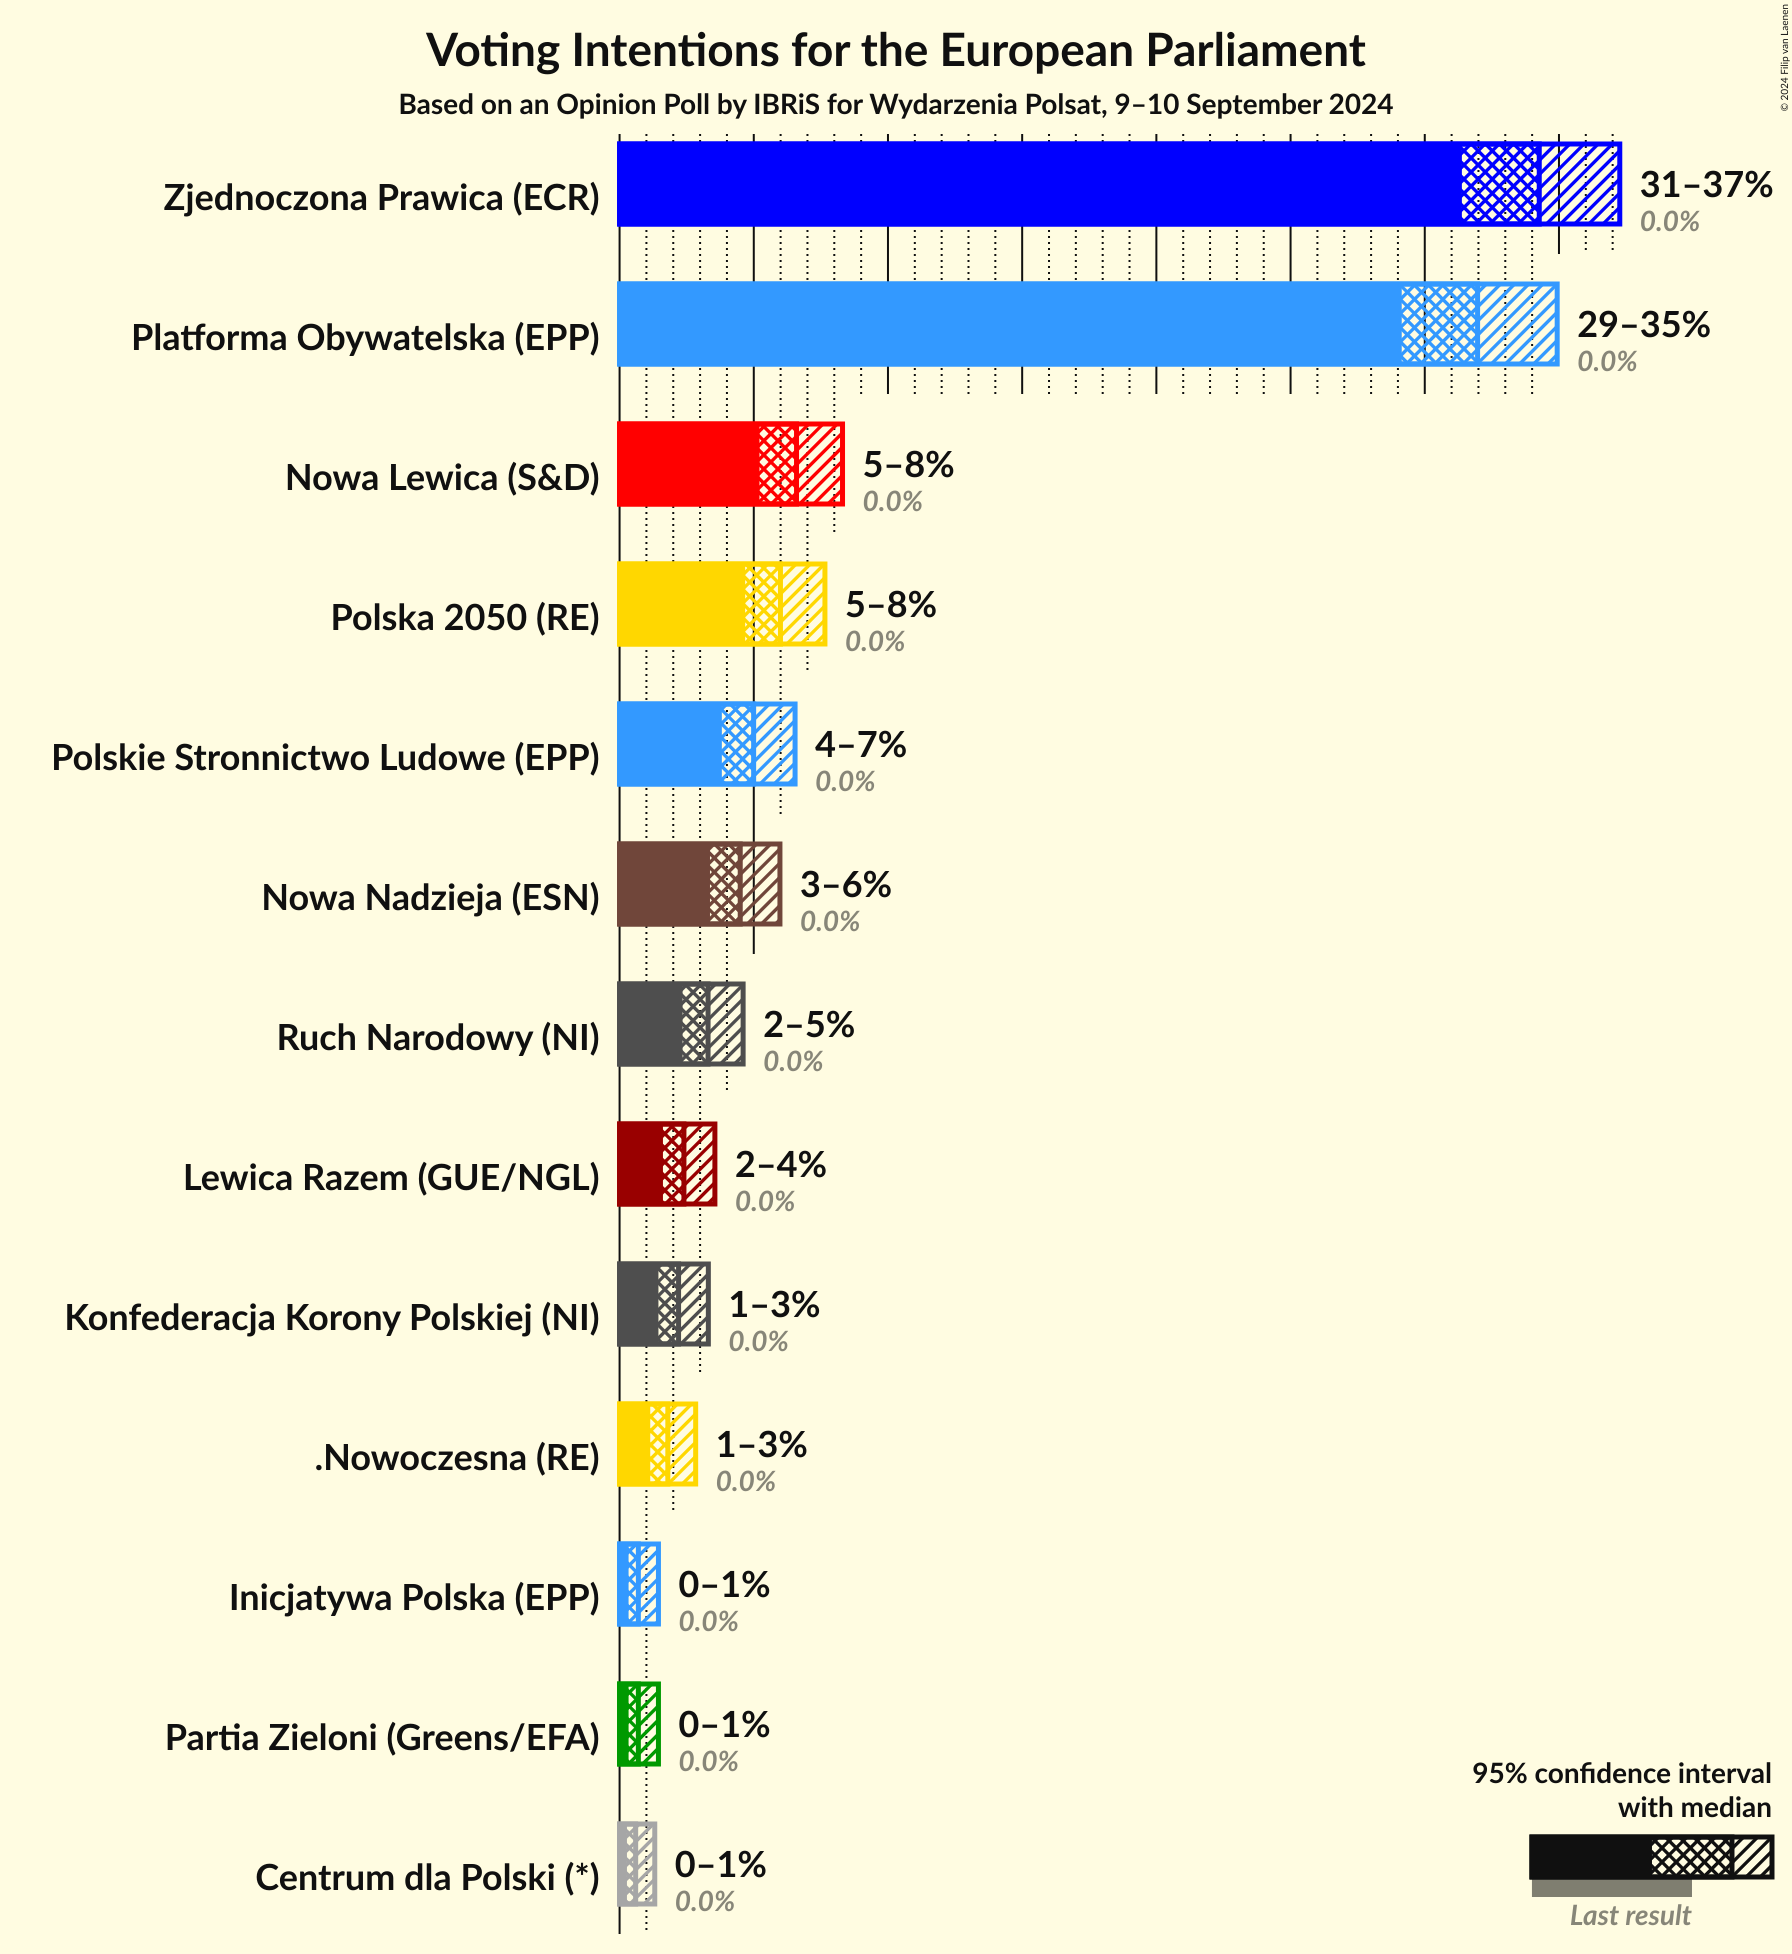 Voting Intentions for the European Parliament
Based on an Opinion Poll by IBRiS for Wydarzenia Polsat, 9–10 September 2024
© 2024 Filip van Laenen
Zjednoczona Prawica (ECR)
31–37%
0.0%
Platforma Obywatelska (EPP)
29–35%
0.0%
Nowa Lewica (S&D)
5–8%
0.0%
Polska 2050 (RE)
5–8%
0.0%
Polskie Stronnictwo Ludowe (EPP)
4–7%
0.0%
Nowa Nadzieja (ESN)
3–6%
0.0%
Ruch Narodowy (NI)
2–5%
0.0%
Lewica Razem (GUE/NGL)
2–4%
0.0%
Konfederacja Korony Polskiej (NI)
1–3%
0.0%
.Nowoczesna (RE)
1–3%
0.0%
Inicjatywa Polska (EPP)
0–1%
0.0%
Partia Zieloni (Greens/EFA)
0–1%
0.0%
Centrum dla Polski (*)
0–1%
0.0%
95% confidence interval
with median
Last result